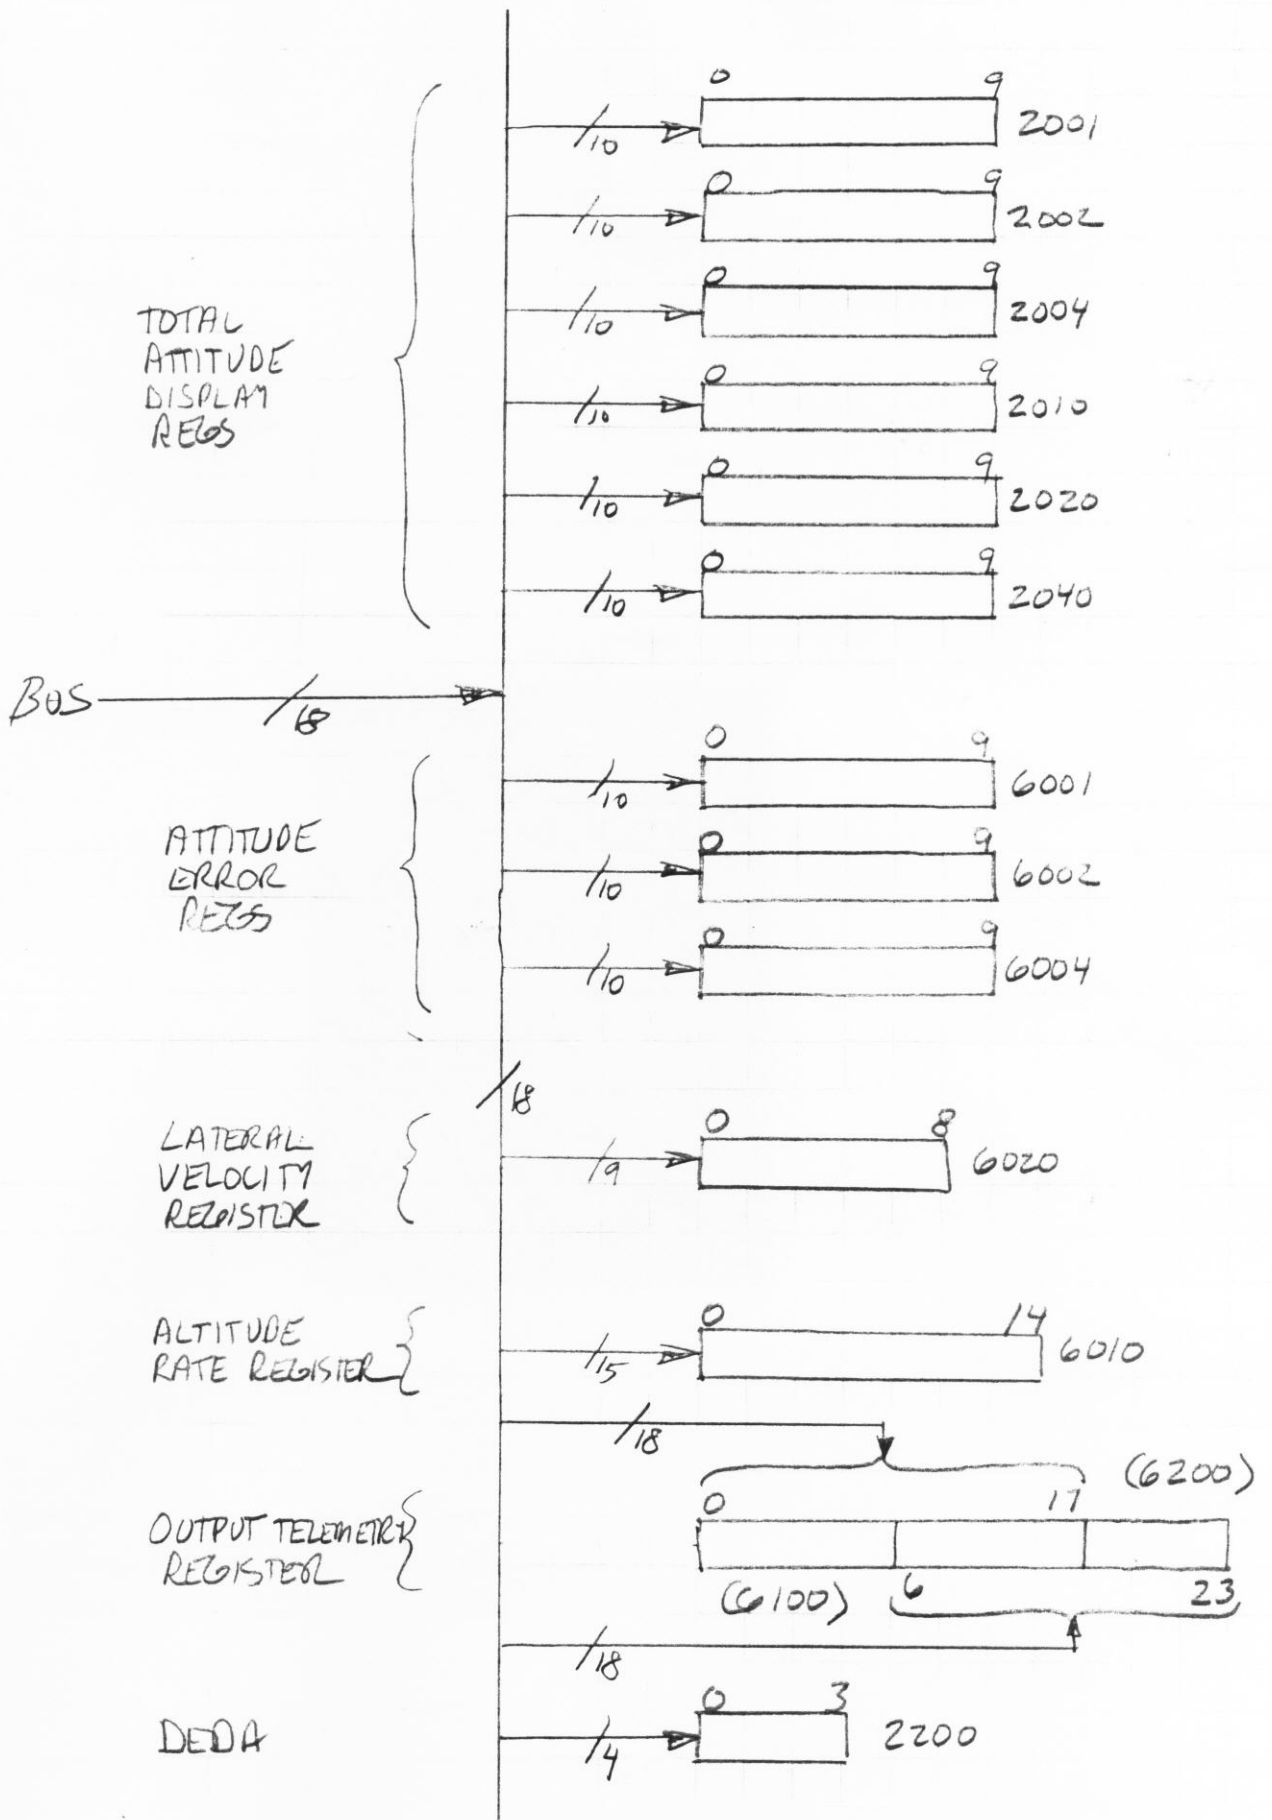 0 9
/10 2001
0 9
/10 2002
0 9
/10 2004
TOTAL
ATTITUDE
DISPLAY
REGS
0 9
/10 2010
0 9
/10 2020
0 9
/10 2040
BUS /18
0 9
/10 6001
ATTITUDE
ERROR
REGS
0 9
/10 6002
0 9
/10 6004
/18
LATERAL
VELOCITY
REGISTER
0 8
/9 6020
ALTITUDE
RATE REGISTER
0 14
/15 6010
/18
(6200)
0 17
OUTPUT TELEMETRY
REGISTER
(6100) 6 23
/18
DEDA
0 3
/4 2200